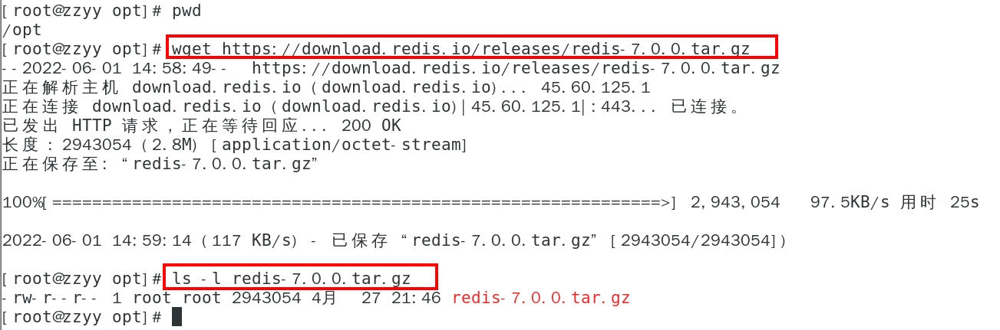 [root@zzyy opt]# pwd
/opt
[root@zzyy opt]# wget https://download.redis.io/releases/redis-7.0.0.tar.gz
--2022-06-01 14:58:49--  https://download.redis.io/releases/redis-7.0.0.tar.gz
正在解析主机 download.redis.io (download.redis.io)... 45.60.125.1
正在连接 download.redis.io (download.redis.io)|45.60.125.1|:443... 已连接。
已发出 HTTP 请求，正在等待回应... 200 OK
长度：2943054 (2.8M) [application/octet-stream]
正在保存至: “redis-7.0.0.tar.gz”
100%[=============================================================>] 2,943,054   97.5KB/s 用时 25s
2022-06-01 14:59:14 (117 KB/s) - 已保存 “redis-7.0.0.tar.gz” [2943054/2943054])
[root@zzyy opt]# ls -l redis-7.0.0.tar.gz
-rw-r--r-- 1 root root 2943054 4月  27 21:46 redis-7.0.0.tar.gz
[root@zzyy opt]#